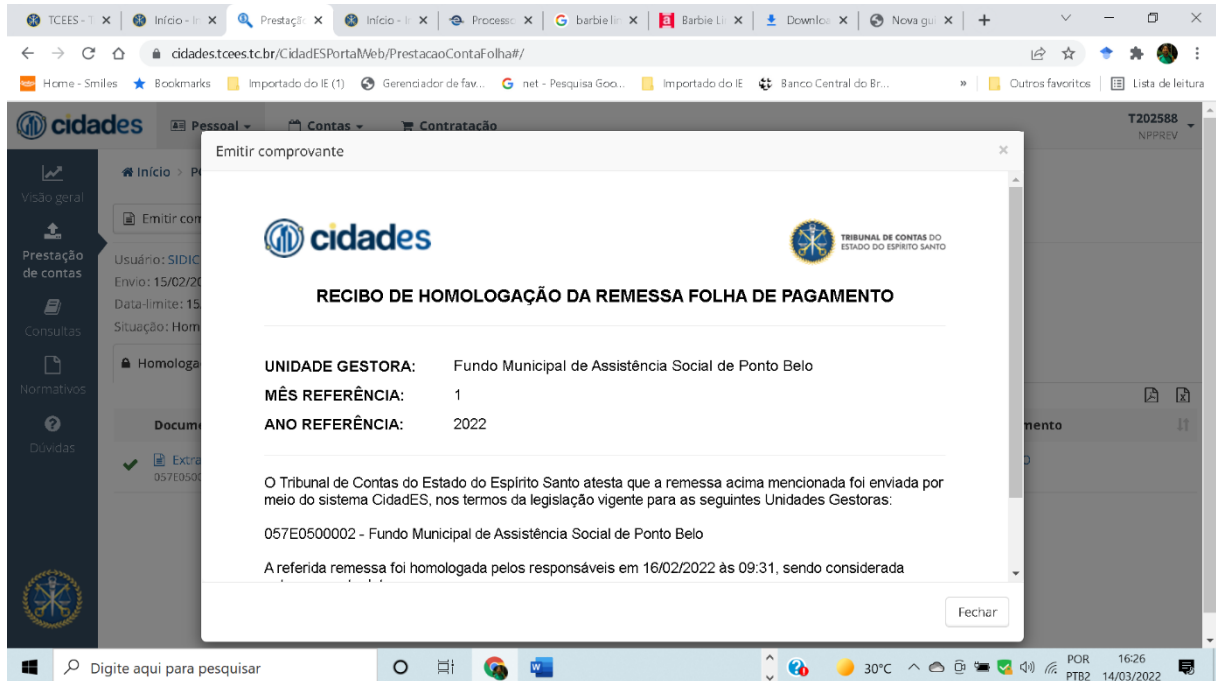 TCEES - T
Início - In
Prestaçã
Início - In
Processo
barbie lin
Barbie Li
Downloa
Nova gui
cidades.tcees.tc.br/CidadESPortalWeb/PrestacaoContaFolha#/
Home - Smiles
Bookmarks
Importado do IE (1)
Gerenciador de fav...
net - Pesquisa Goo...
Importado do IE
Banco Central do Br...
»
Outros favoritos
Lista de leitura
cidades
Pessoal
Contas
Contratação
T202588
NPPREV
Visão geral
Prestação
de contas
Consultas
Normativos
Dúvidas
Início >
Emitir com
Usuário: SIDIC
Envio: 15/02/20
Data-limite: 15
Situação: Hom
Homologa
Docume
Extra
057E0500
mento
Emitir comprovante
cidades
TRIBUNAL DE CONTAS DO
ESTADO DO ESPÍRITO SANTO
RECIBO DE HOMOLOGAÇÃO DA REMESSA FOLHA DE PAGAMENTO
UNIDADE GESTORA: Fundo Municipal de Assistência Social de Ponto Belo
MÊS REFERÊNCIA: 1
ANO REFERÊNCIA: 2022
O Tribunal de Contas do Estado do Espírito Santo atesta que a remessa acima mencionada foi enviada por
meio do sistema CidadES, nos termos da legislação vigente para as seguintes Unidades Gestoras:
057E0500002 - Fundo Municipal de Assistência Social de Ponto Belo
A referida remessa foi homologada pelos responsáveis em 16/02/2022 às 09:31, sendo considerada
Fechar
Digite aqui para pesquisar
30°C
POR
PTB2
16:26
14/03/2022